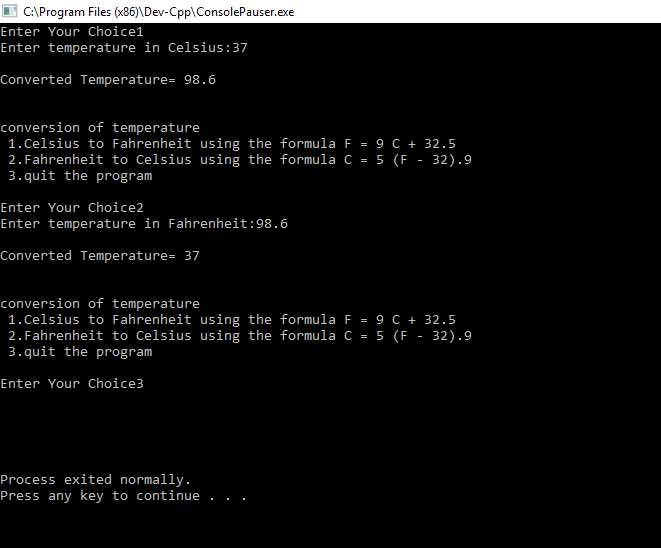 C:\Program Files (x86)\Dev-Cpp\ConsolePauser.exe
Enter Your Choice1
Enter temperature in Celsius:37
Converted Temperature= 98.6
conversion of temperature
1.Celsius to Fahrenheit using the formula F = 9 C + 32.5
2.Fahrenheit to Celsius using the formula C = 5 (F - 32).9
3.quit the program
Enter Your Choice2
Enter temperature in Fahrenheit:98.6
Converted Temperature= 37
conversion of temperature
1.Celsius to Fahrenheit using the formula F = 9 C + 32.5
2.Fahrenheit to Celsius using the formula C = 5 (F - 32).9
3.quit the program
Enter Your Choice3
Process exited normally.
Press any key to continue . . .